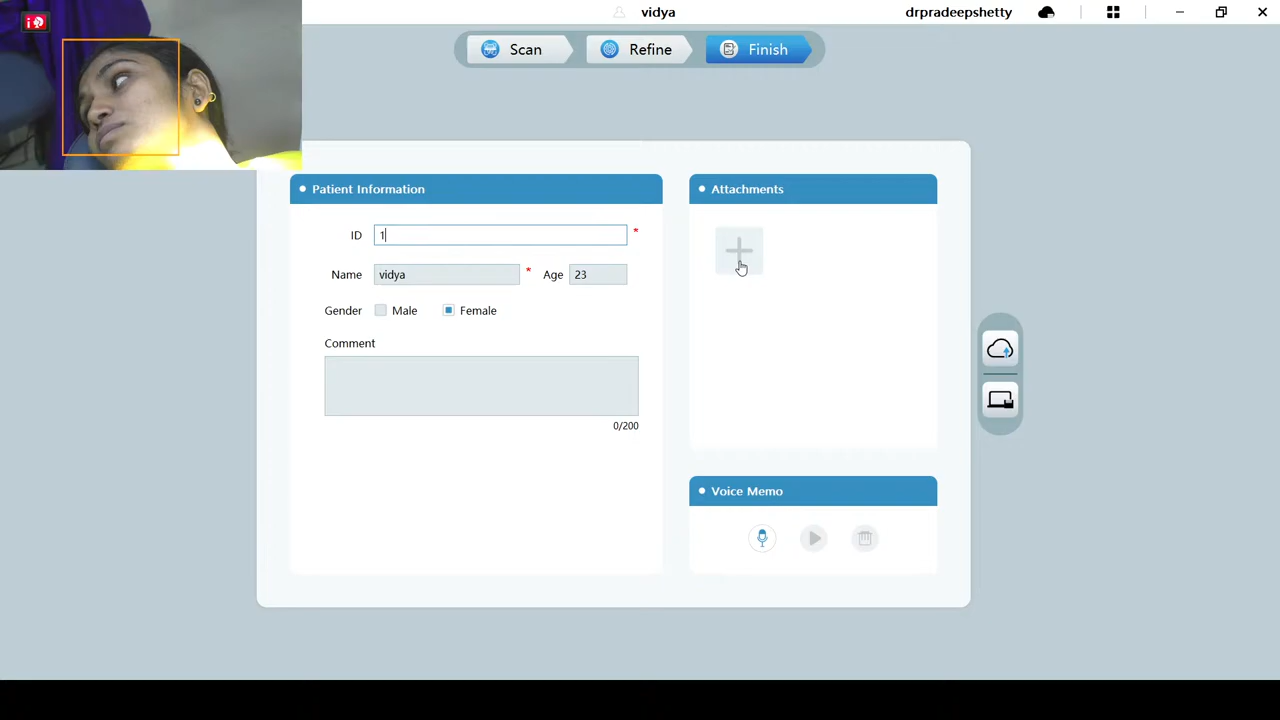 vidya
drpradeepshetty
Scan
Refine
Finish
Patient Information
ID 1 *
Name vidya * Age 23
Gender Male Female
Comment
0/200
Attachments
Voice Memo